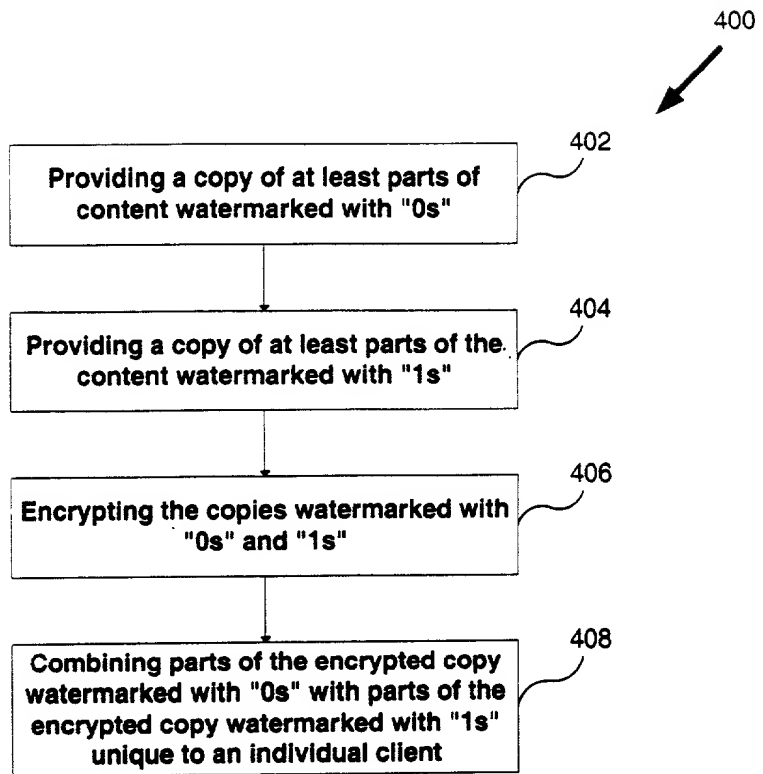 400
402
Providing a copy of at least parts of
content watermarked with "0s"
404
Providing a copy of at least parts of the
content watermarked with "1s"
406
Encrypting the copies watermarked with
"0s" and "1s"
408
Combining parts of the encrypted copy
watermarked with "0s" with parts of the
encrypted copy watermarked with "1s"
unique to an individual client